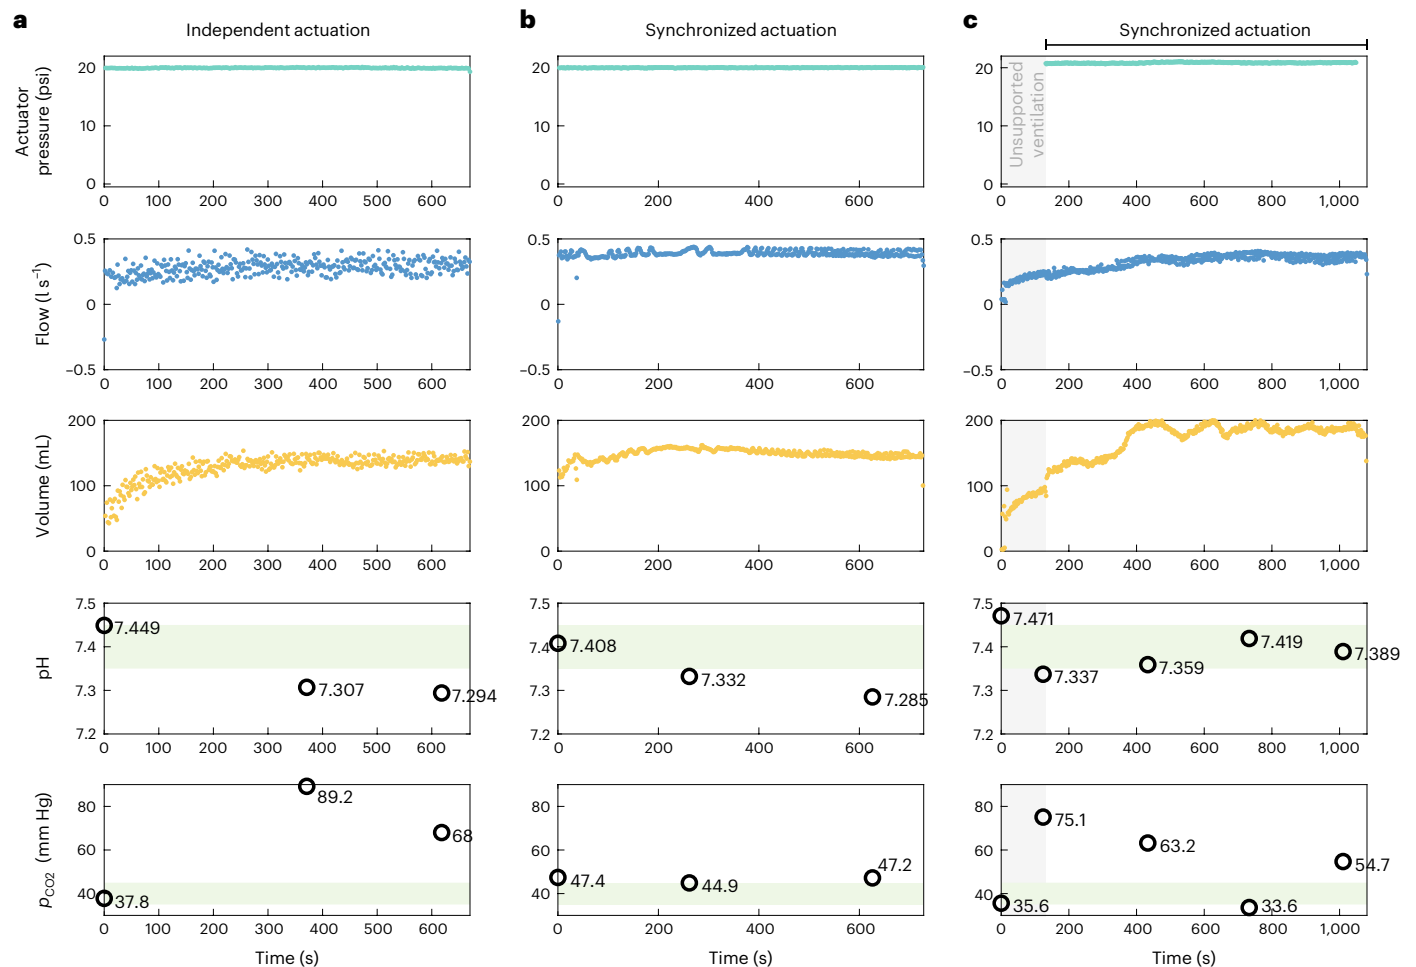 a
Independent actuation
b
Synchronized actuation
c
Synchronized actuation
Actuator
pressure (psi)
20
10
0
0 100 200 300 400 500 600
20
10
0
0 200 400 600
Unsupported
ventilation
20
10
0
0 200 400 600 800 1,000
Flow (l s⁻¹)
0.5
0
−0.5
0 100 200 300 400 500 600
0.5
0
−0.5
0 200 400 600
0.5
0
−0.5
0 200 400 600 800 1,000
Volume (mL)
200
100
0
0 100 200 300 400 500 600
200
100
0
0 200 400 600
200
100
0
0 200 400 600 800 1,000
pH
7.5
7.4
7.3
7.2
7.449
7.307
7.294
0 100 200 300 400 500 600
7.5
7.4
7.3
7.2
7.408
7.332
7.285
0 200 400 600
7.5
7.4
7.3
7.2
7.471
7.337
7.359
7.419
7.389
0 200 400 600 800 1,000
pCO2 (mm Hg)
80
60
40
37.8
89.2
68
0 100 200 300 400 500 600
Time (s)
80
60
40
47.4
44.9
47.2
0 200 400 600
Time (s)
80
60
40
35.6
75.1
63.2
33.6
54.7
0 200 400 600 800 1,000
Time (s)